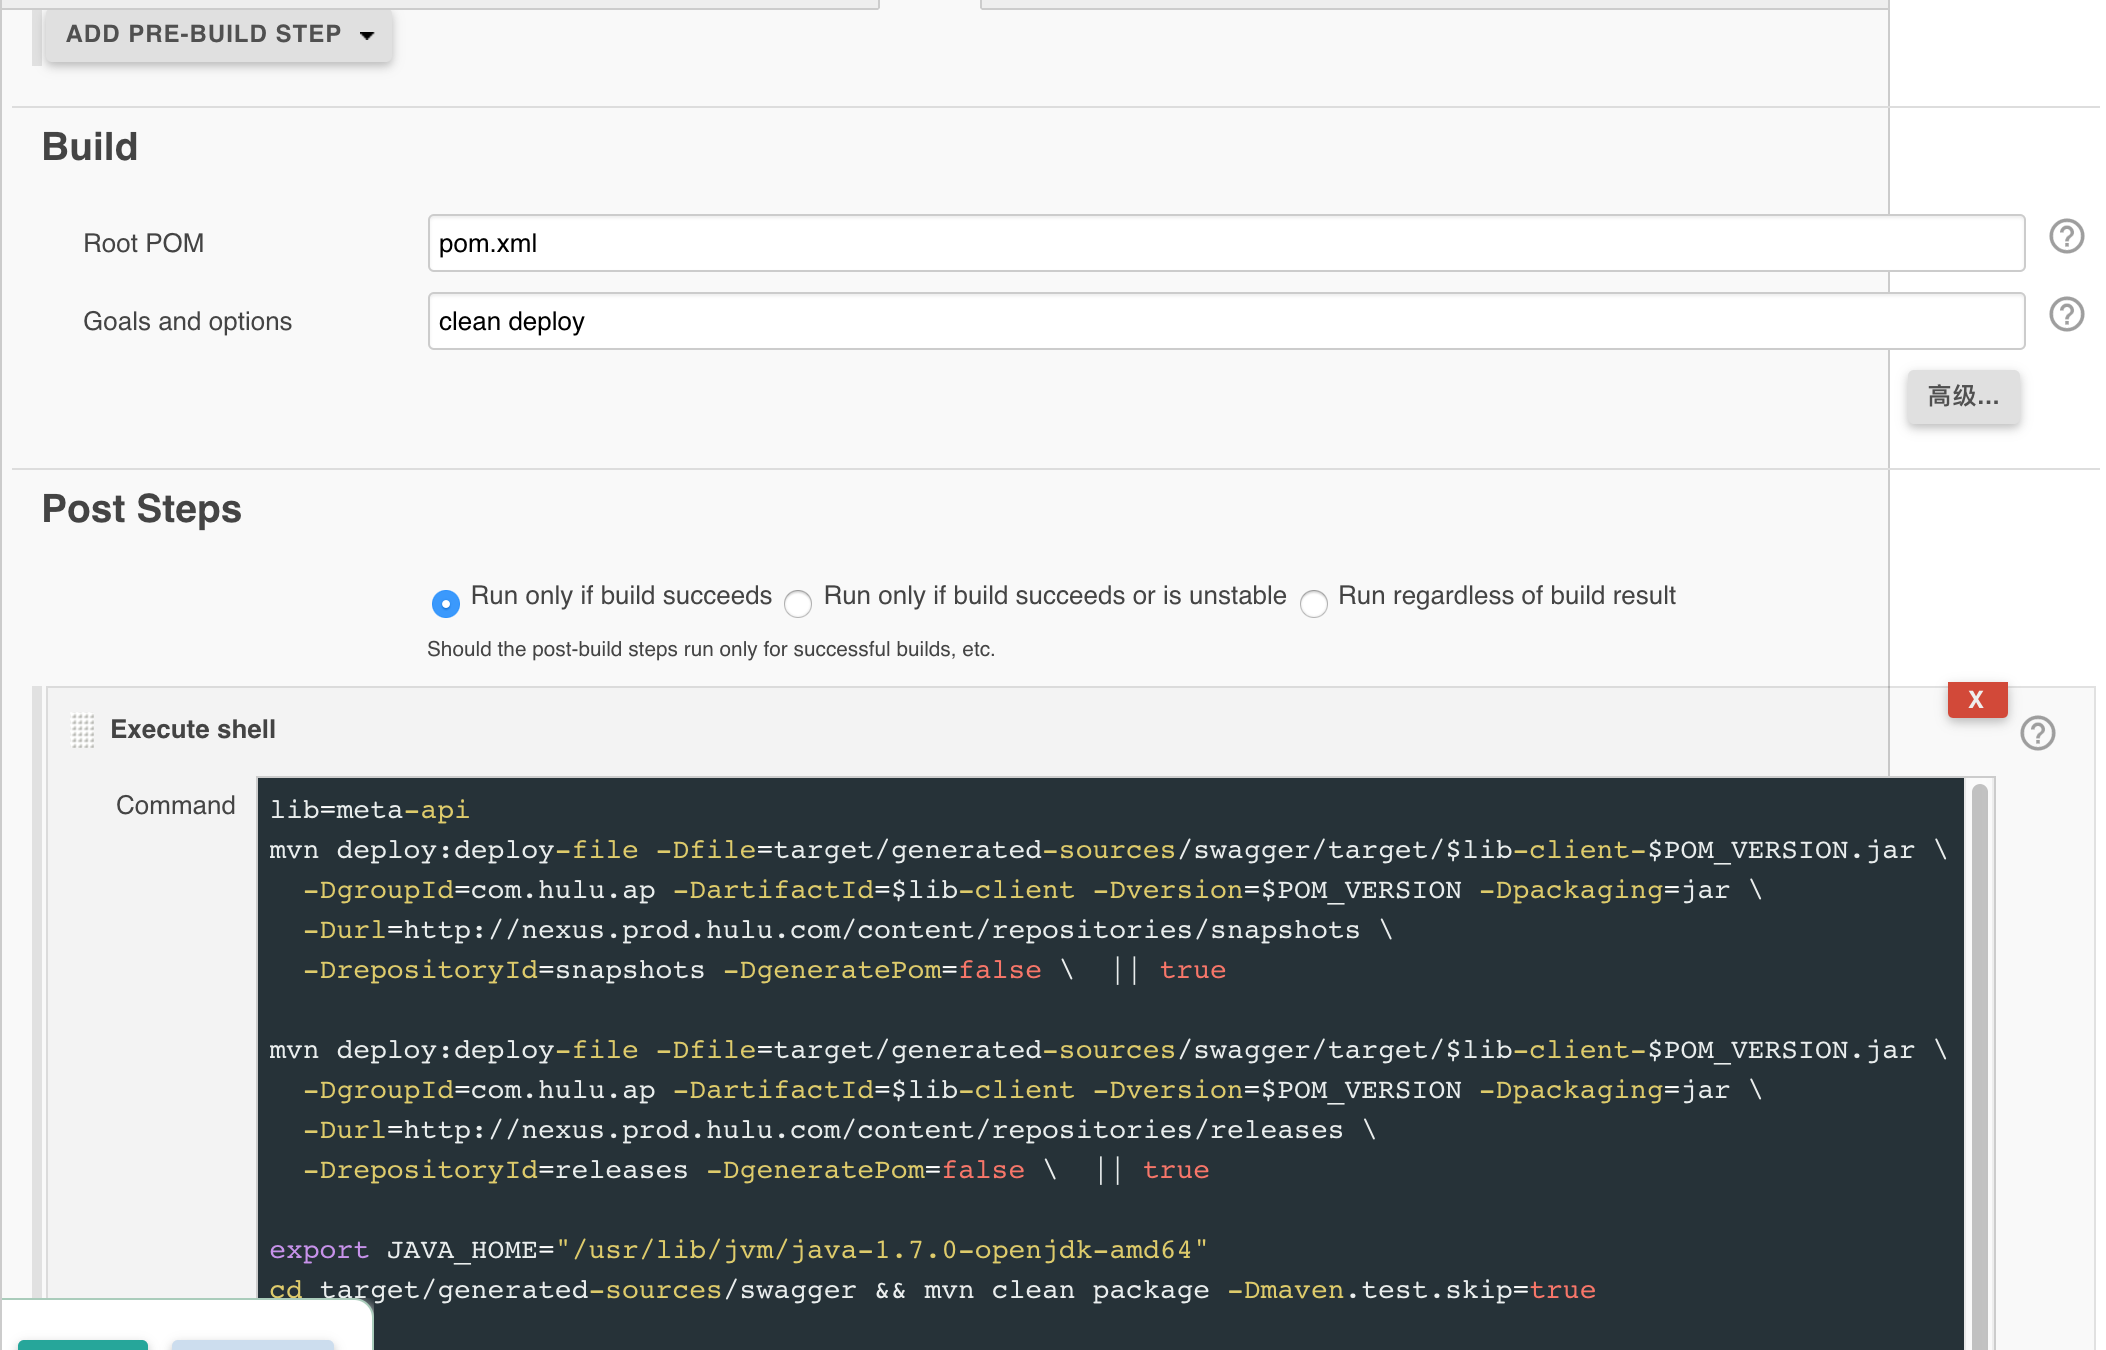 ADD PRE-BUILD STEP
Build
Root POM
pom.xml
Goals and options
clean deploy
高级...
Post Steps
Run only if build succeeds Run only if build succeeds or is unstable Run regardless of build result
Should the post-build steps run only for successful builds, etc.
X
Execute shell
Command
lib=meta-api
mvn deploy:deploy-file -Dfile=target/generated-sources/swagger/target/$lib-client-$POM_VERSION.jar \
-DgroupId=com.hulu.ap -DartifactId=$lib-client -Dversion=$POM_VERSION -Dpackaging=jar \
-Durl=http://nexus.prod.hulu.com/content/repositories/snapshots \
-DrepositoryId=snapshots -DgeneratePom=false \  || true
mvn deploy:deploy-file -Dfile=target/generated-sources/swagger/target/$lib-client-$POM_VERSION.jar \
-DgroupId=com.hulu.ap -DartifactId=$lib-client -Dversion=$POM_VERSION -Dpackaging=jar \
-Durl=http://nexus.prod.hulu.com/content/repositories/releases \
-DrepositoryId=releases -DgeneratePom=false \  || true
export JAVA_HOME="/usr/lib/jvm/java-1.7.0-openjdk-amd64"
cd target/generated-sources/swagger && mvn clean package -Dmaven.test.skip=true